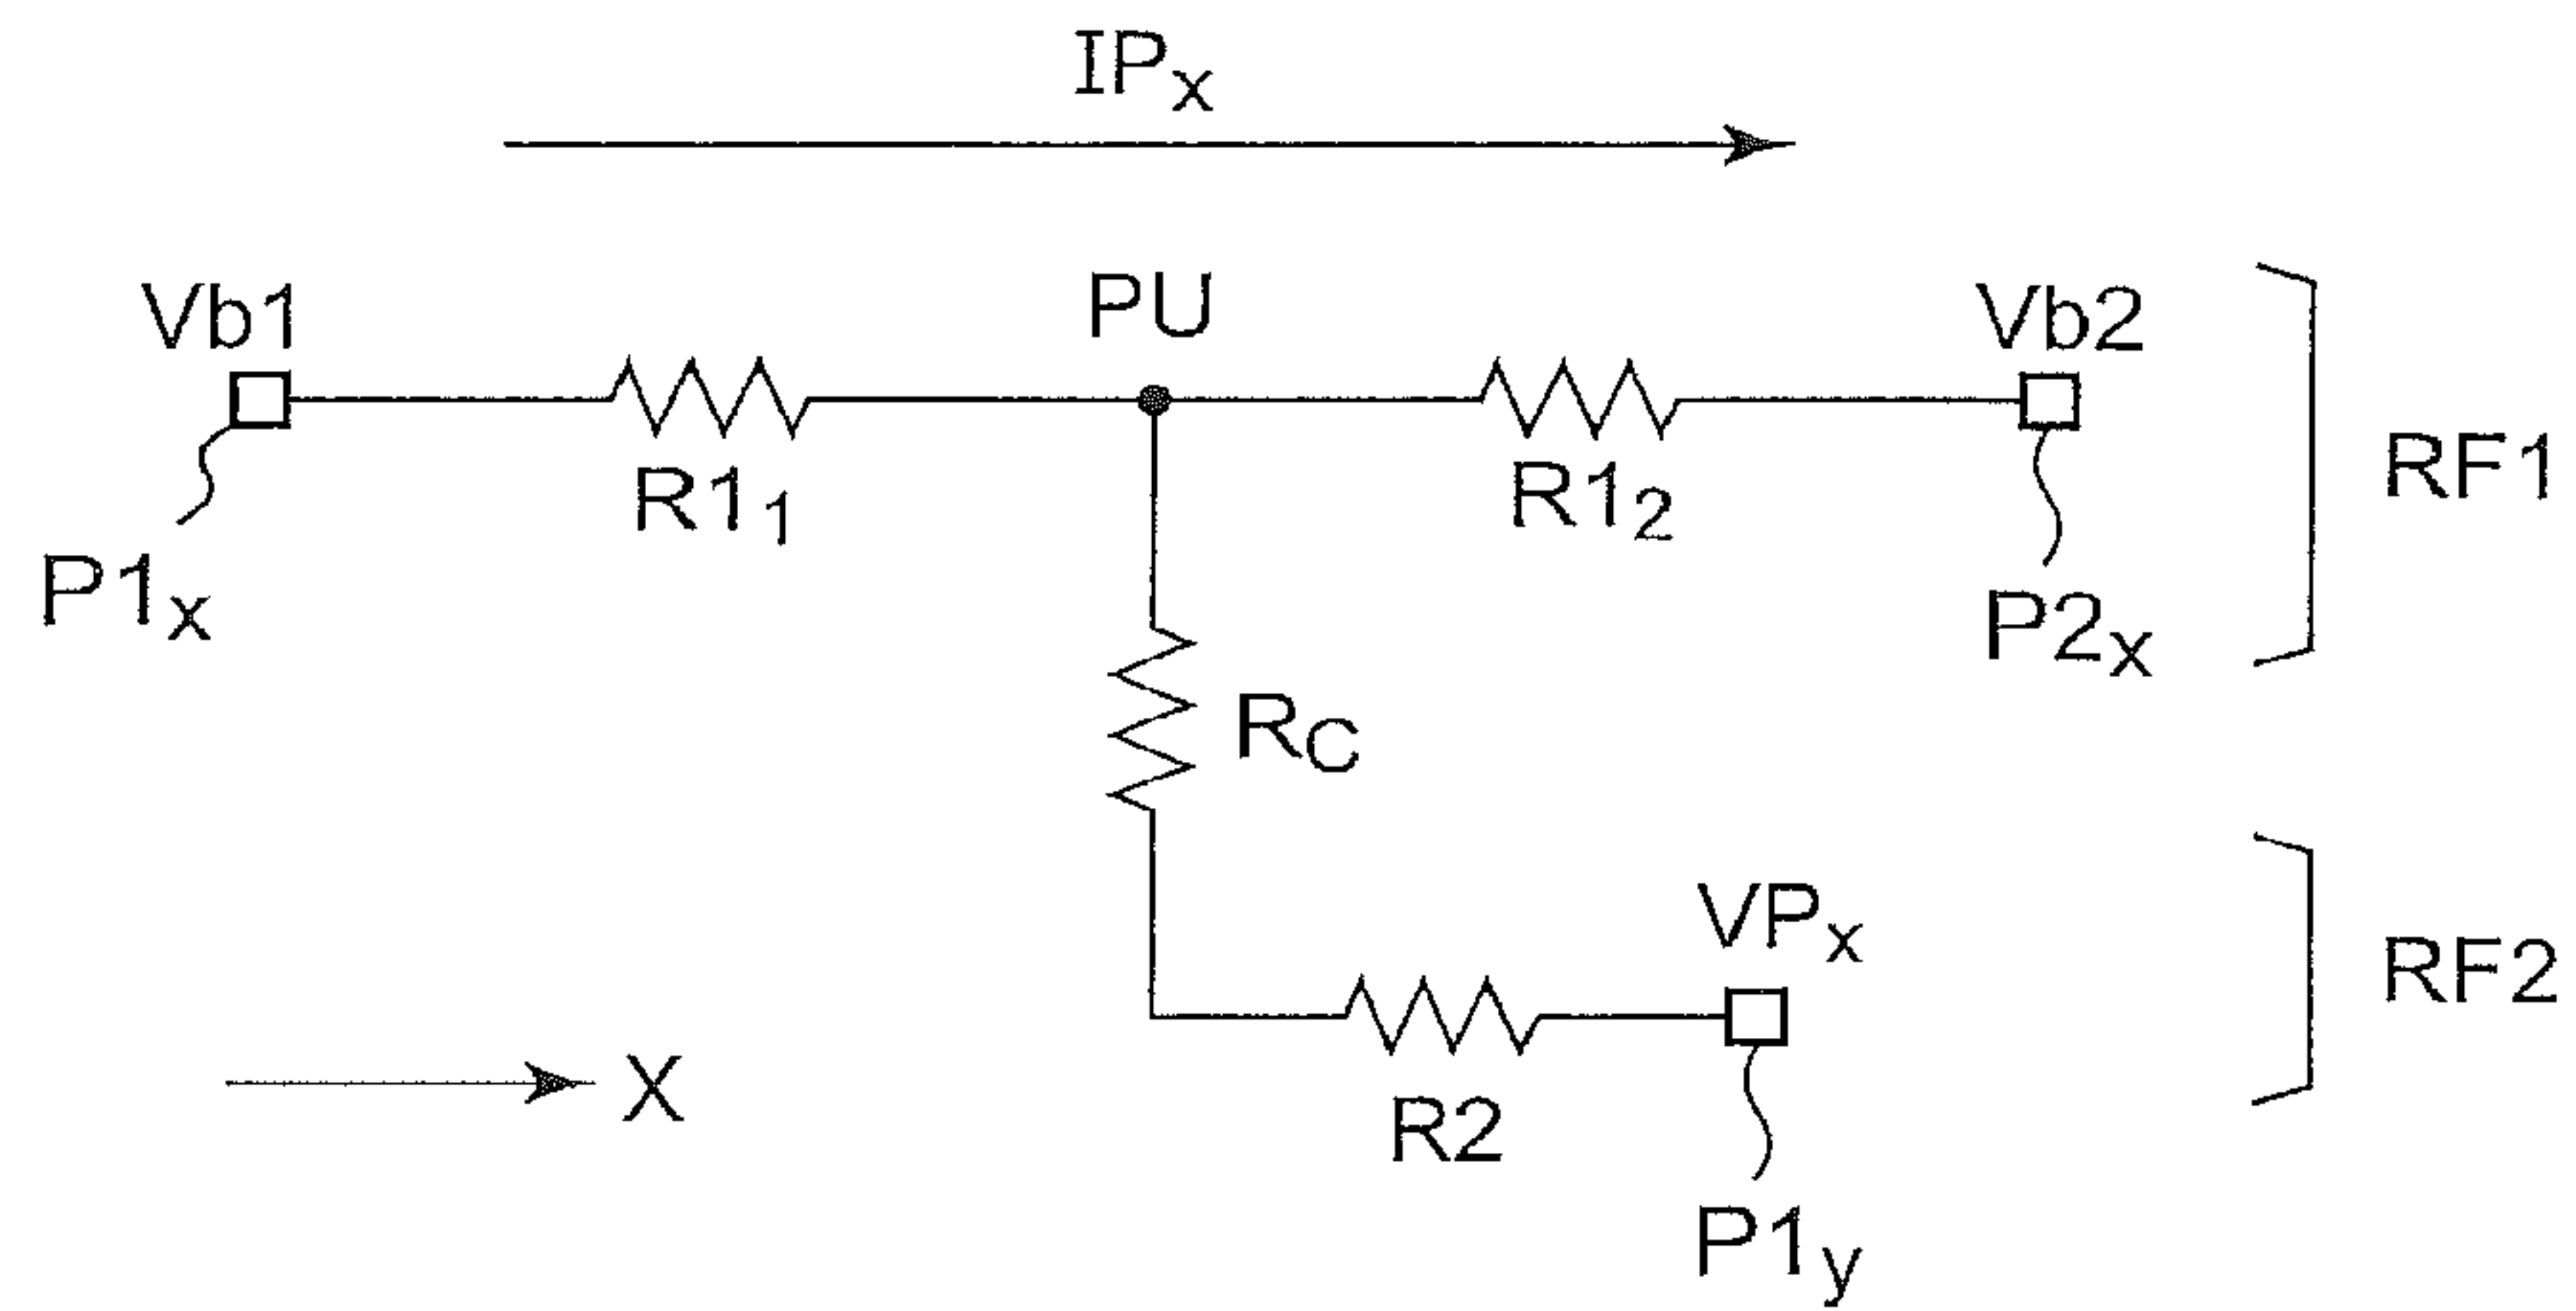 IPx
Vb1
PU
Vb2
R1₁
R1₂
RF1
P1x
P2x
RC
VPx
RF2
X
R2
P1y